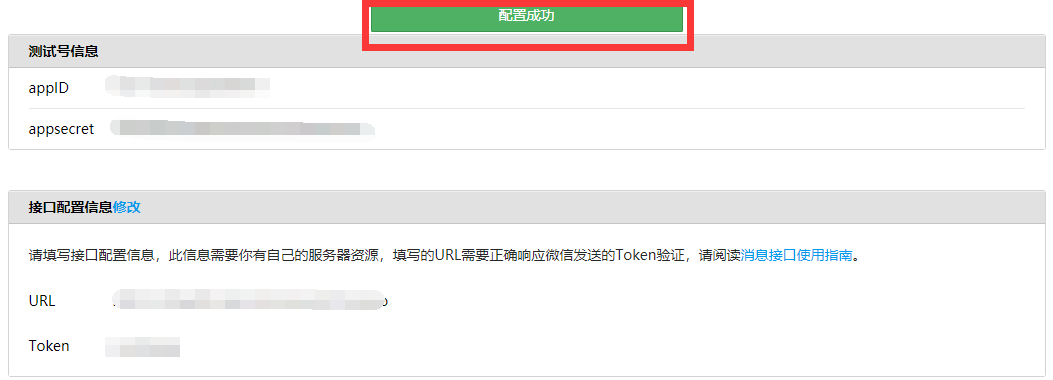 配置成功
测试号信息
appID
appsecret
接口配置信息修改
请填写接口配置信息，此信息需要你有自己的服务器资源，填写的URL需要正确响应微信发送的Token验证，请阅读消息接口使用指南。
URL
Token